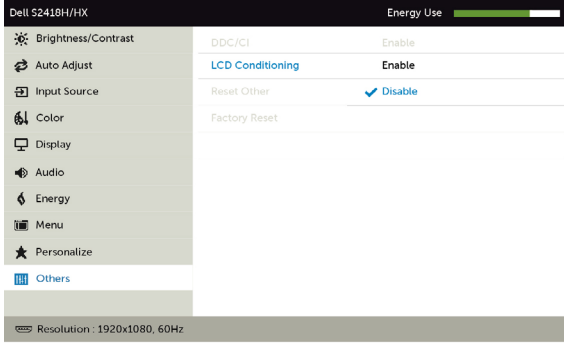 Dell S2418H/HX Energy Use
Brightness/Contrast DDC/CI Enable
Auto Adjust LCD Conditioning Enable
Input Source Reset Other Disable
Color Factory Reset
Display
Audio
Energy
Menu
Personalize
Others
Resolution : 1920x1080, 60Hz